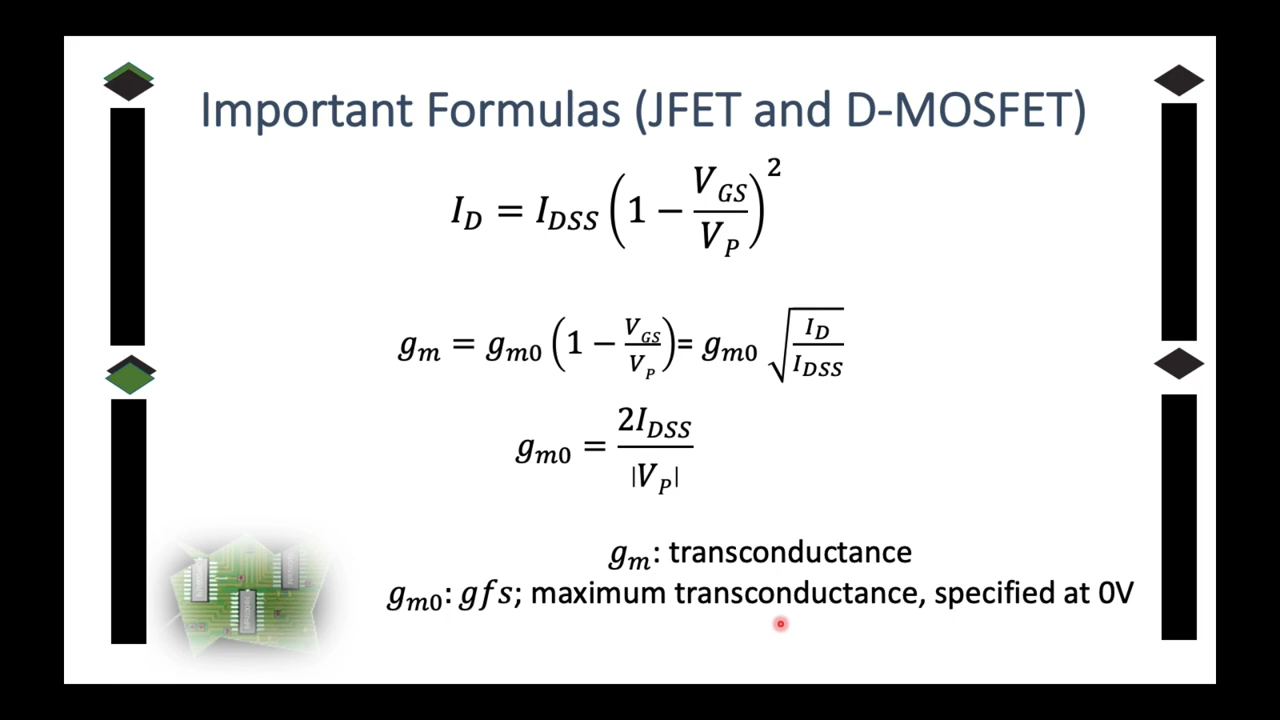 Important Formulas (JFET and D-MOSFET)
I_D = I_DSS (1 − V_GS / V_P)²
g_m = g_m0 (1 − V_GS / V_P) = g_m0 √(I_D / I_DSS)
g_m0 = 2I_DSS / |V_P|
g_m: transconductance
g_m0: gfs; maximum transconductance, specified at 0V